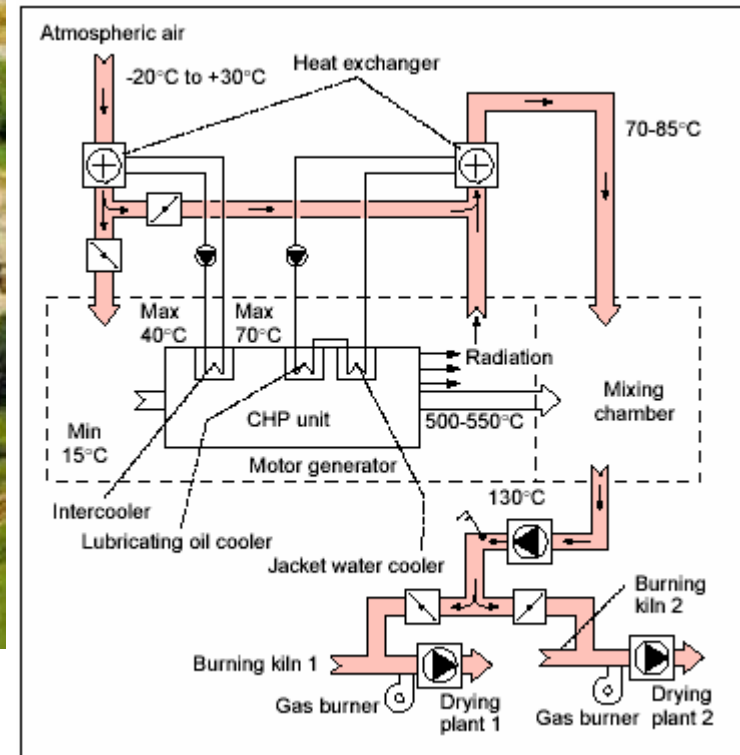 Atmospheric air
-20°C to +30°C
Heat exchanger
70-85°C
Max
40°C
Max
70°C
Radiation
Mixing
chamber
CHP unit
500-550°C
Min
15°C
Motor generator
130°C
Intercooler
Lubricating oil cooler
Jacket water cooler
Burning
kiln 2
Burning kiln 1
Gas burner
Drying
plant 1
Gas burner
Drying
plant 2